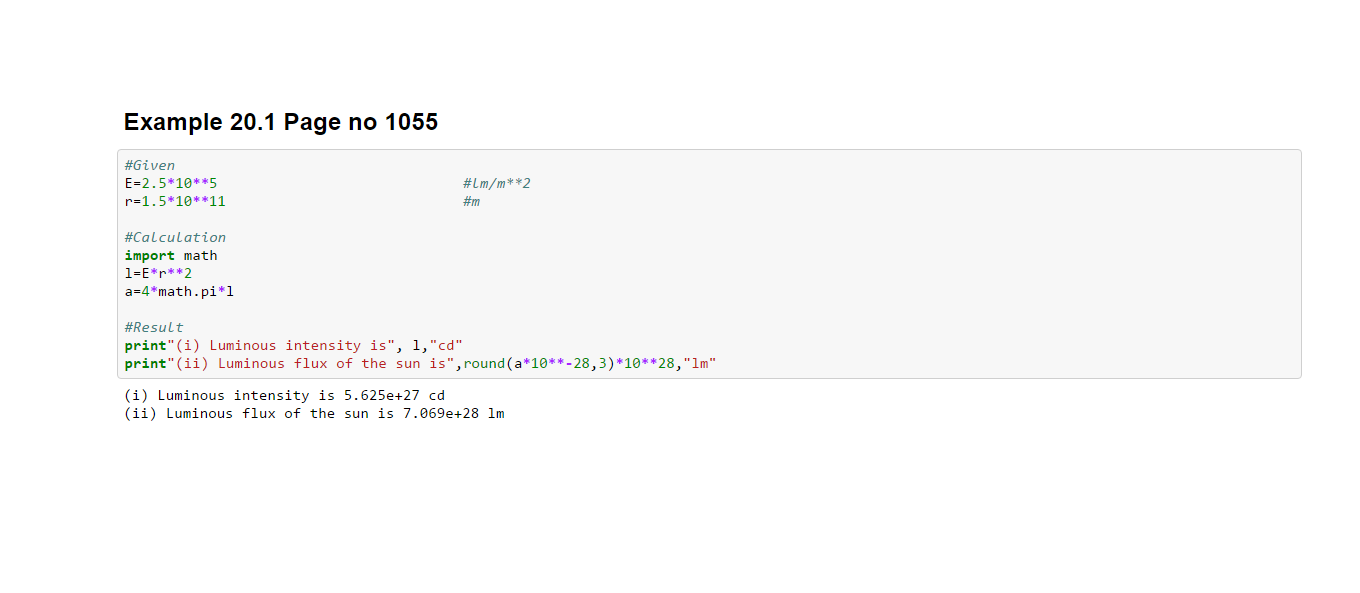 Example 20.1 Page no 1055
#Given
E=2.5*10**5                             #lm/m**2
r=1.5*10**11                            #m
#Calculation
import math
l=E*r**2
a=4*math.pi*l
#Result
print"(i) Luminous intensity is", l,"cd"
print"(ii) Luminous flux of the sun is",round(a*10**-28,3)*10**28,"lm"
(i) Luminous intensity is 5.625e+27 cd
(ii) Luminous flux of the sun is 7.069e+28 lm